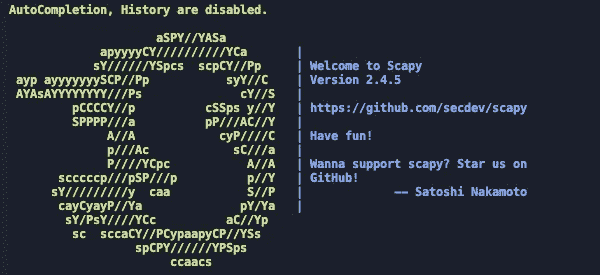 AutoCompletion, History are disabled.
aSPY//YASa
apyyyyCY//////////YCa |
sY//////YSpcs scpCY//Pp | Welcome to Scapy
ayp ayyyyyyySCP//Pp syY//C | Version 2.4.5
AYAsAYYYYYYYY///Ps cY//S |
pCCCCY//p cSSps y//Y | https://github.com/secdev/scapy
SPPPP///a pP///AC//Y |
A//A cyP////C | Have fun!
p///Ac sC///a |
P////YCpc A//A | Wanna support scapy? Star us on
scccccp///pSP///p p//Y | GitHub!
sY/////////y caa S//P | -- Satoshi Nakamoto
cayCyayP//Ya pY/Ya |
sY/PsY////YCc aC//Yp
sc sccaCY//PCypaapyCP//YSs
spCPY//////YPSps
ccaacs